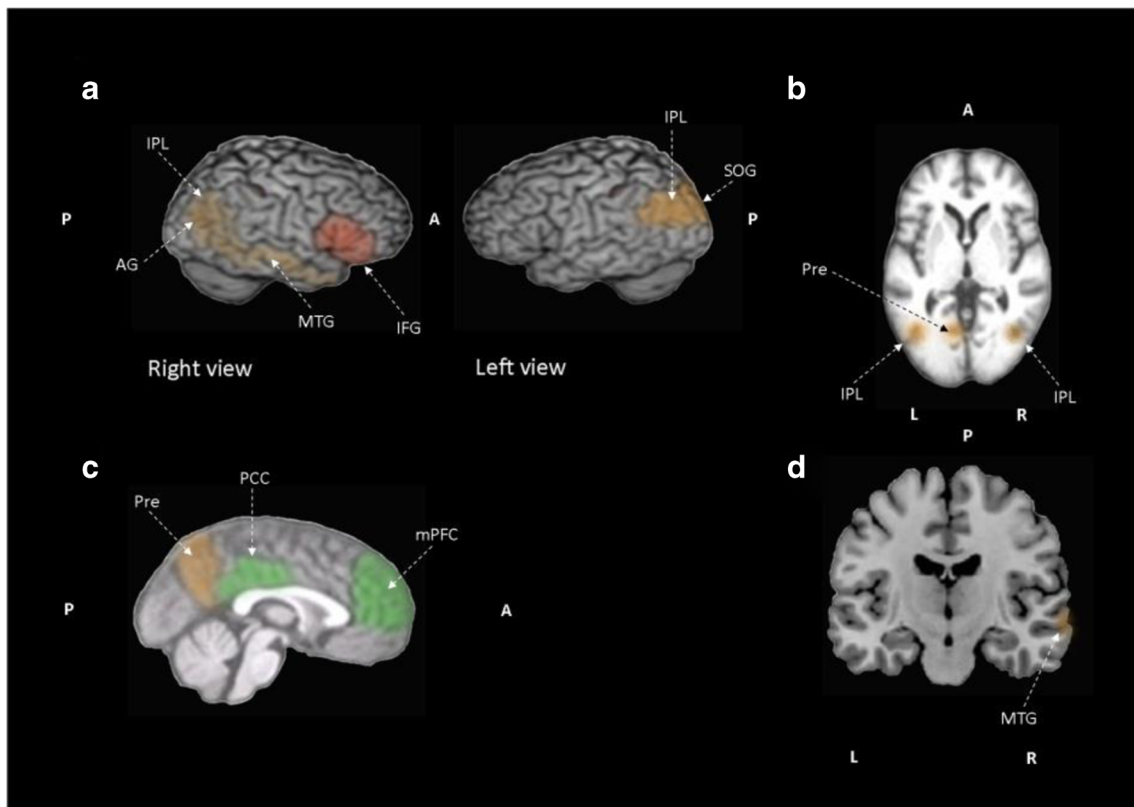 a
IPL
P
AG
MTG
IFG
A
Right view
IPL
SOG
P
Left view
b
A
Pre
IPL
IPL
L
R
P
c
Pre
PCC
mPFC
P
A
d
MTG
L
R